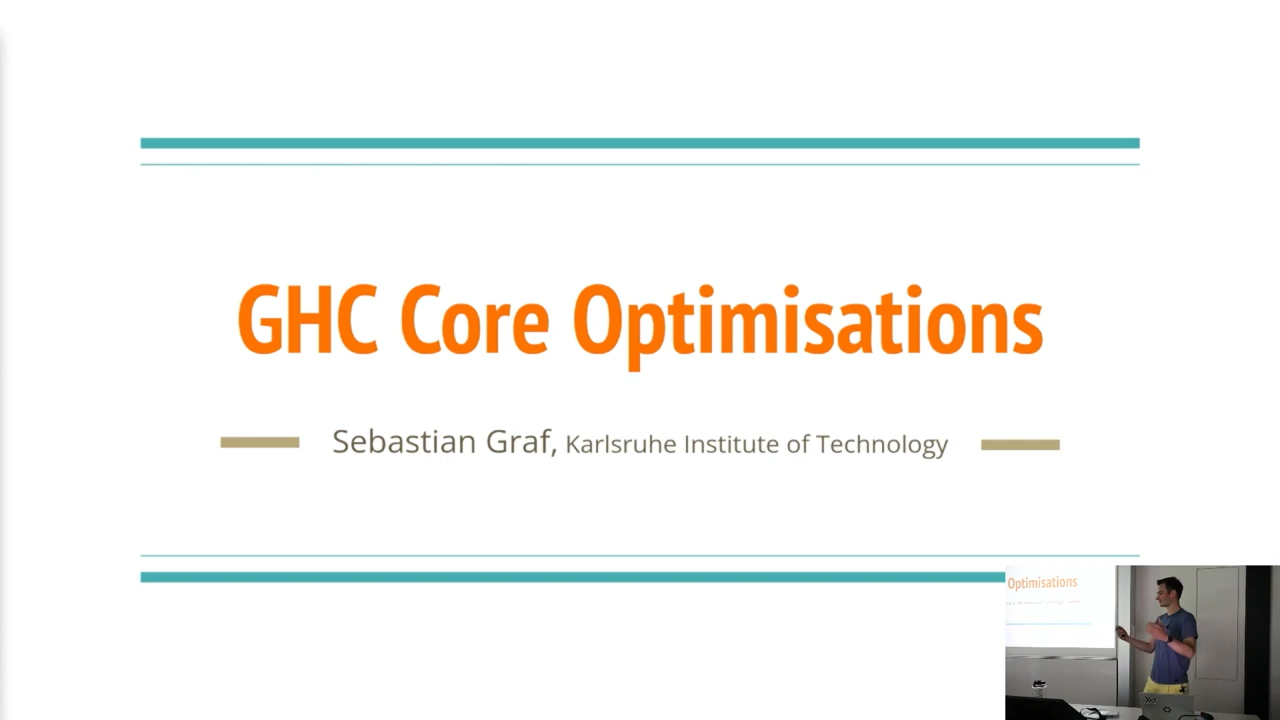 GHC Core Optimisations
Sebastian Graf, Karlsruhe Institute of Technology
Optimisations